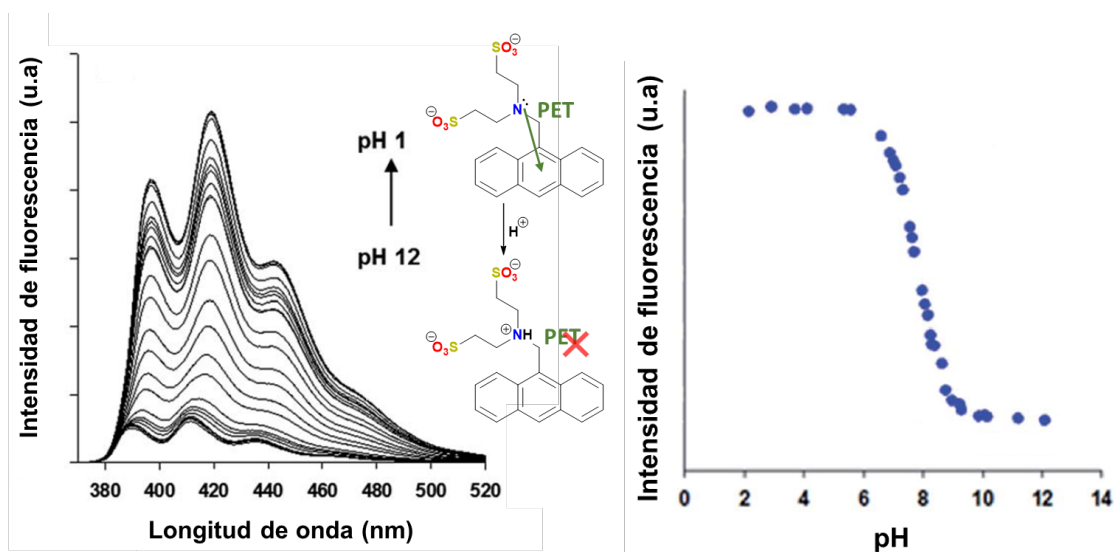 Intensidad de fluorescencia (u.a)
pH 1
pH 12
380 400 420 440 460 480 500 520
Longitud de onda (nm)
⊖
SO₃
⊖
O₃S
N
:
PET
H⊕
⊖
SO₃
⊖
O₃S
⊕
NH
PET
Intensidad de fluorescencia (u.a)
0 2 4 6 8 10 12 14
pH